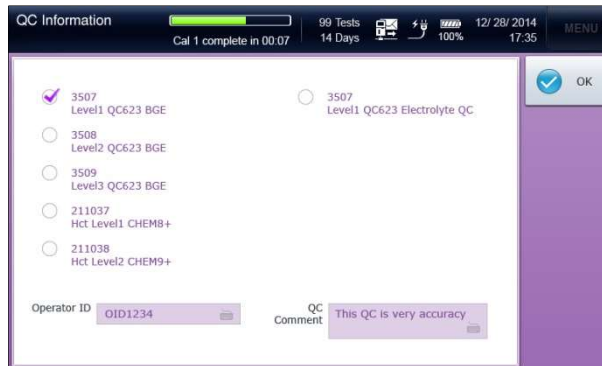 QC Information
Cal 1 complete in 00:07
99 Tests
14 Days
100%
12/ 28/ 2014
17:35
MENU
OK
3507
Level1 QC623 BGE
3508
Level2 QC623 BGE
3509
Level3 QC623 BGE
211037
Hct Level1 CHEM8+
211038
Hct Level2 CHEM9+
3507
Level1 QC623 Electrolyte QC
Operator ID
OID1234
QC
Comment
This QC is very accuracy